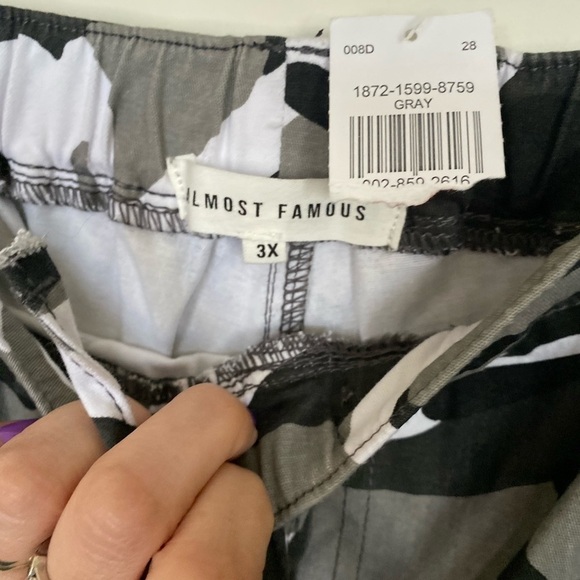 008D 28
1872-1599-8759
GRAY
002-859-2616
ALMOST FAMOUS
3X